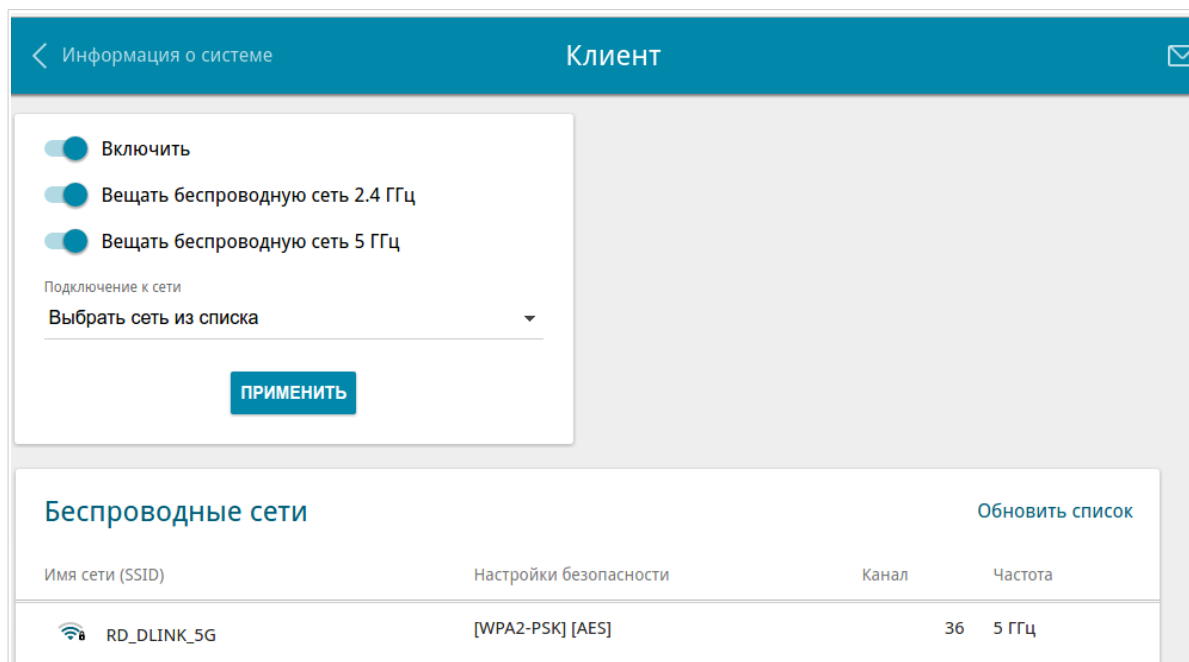 Информация о системе
Клиент
Включить
Вещать беспроводную сеть 2.4 ГГц
Вещать беспроводную сеть 5 ГГц
Подключение к сети
Выбрать сеть из списка
ПРИМЕНИТЬ
Беспроводные сети
Обновить список
Имя сети (SSID) Настройки безопасности Канал Частота
RD_DLINK_5G [WPA2-PSK] [AES] 36 5 ГГц